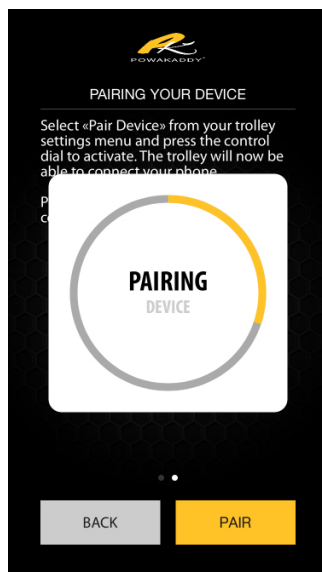 POWAKADDY
PAIRING YOUR DEVICE
Select «Pair Device» from your trolley
settings menu and press the control
dial to activate. The trolley will now be
able to connect your phone
PAIRING
DEVICE
BACK
PAIR